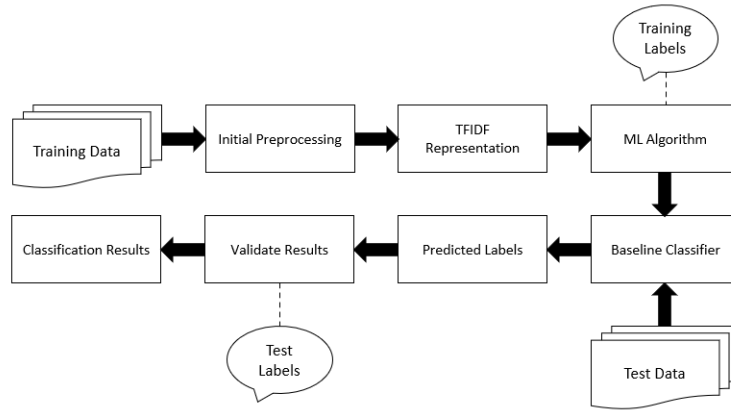 Training
Labels
Training Data
Initial Preprocessing
TFIDF
Representation
ML Algorithm
Classification Results
Validate Results
Predicted Labels
Baseline Classifier
Test
Labels
Test Data